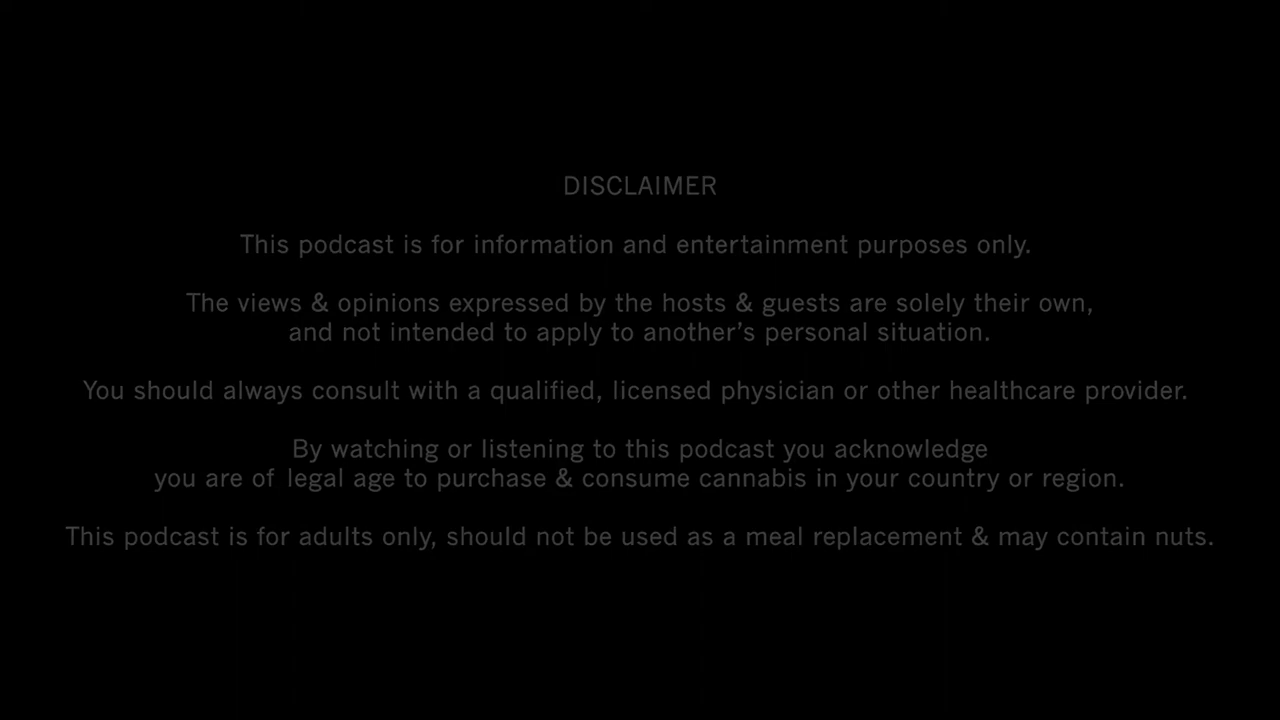 DISCLAIMER
This podcast is for information and entertainment purposes only.
The views & opinions expressed by the hosts & guests are solely their own,
and not intended to apply to another’s personal situation.
You should always consult with a qualified, licensed physician or other healthcare provider.
By watching or listening to this podcast you acknowledge
you are of legal age to purchase & consume cannabis in your country or region.
This podcast is for adults only, should not be used as a meal replacement & may contain nuts.